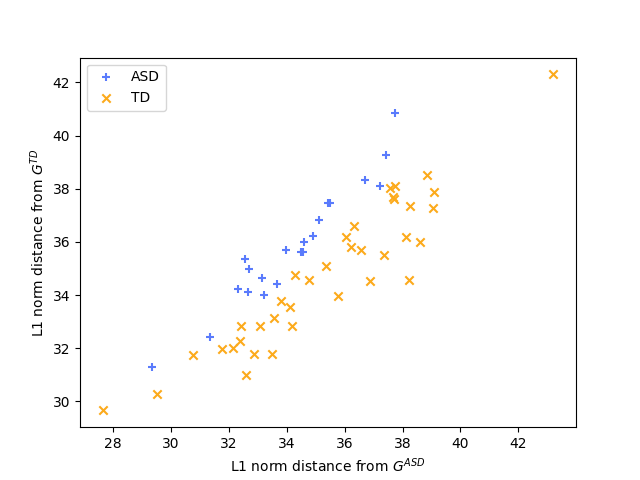 ASD
TD
42
40
38
36
34
32
30
L1 norm distance from G^{TD}
28 30 32 34 36 38 40 42
L1 norm distance from G^{ASD}